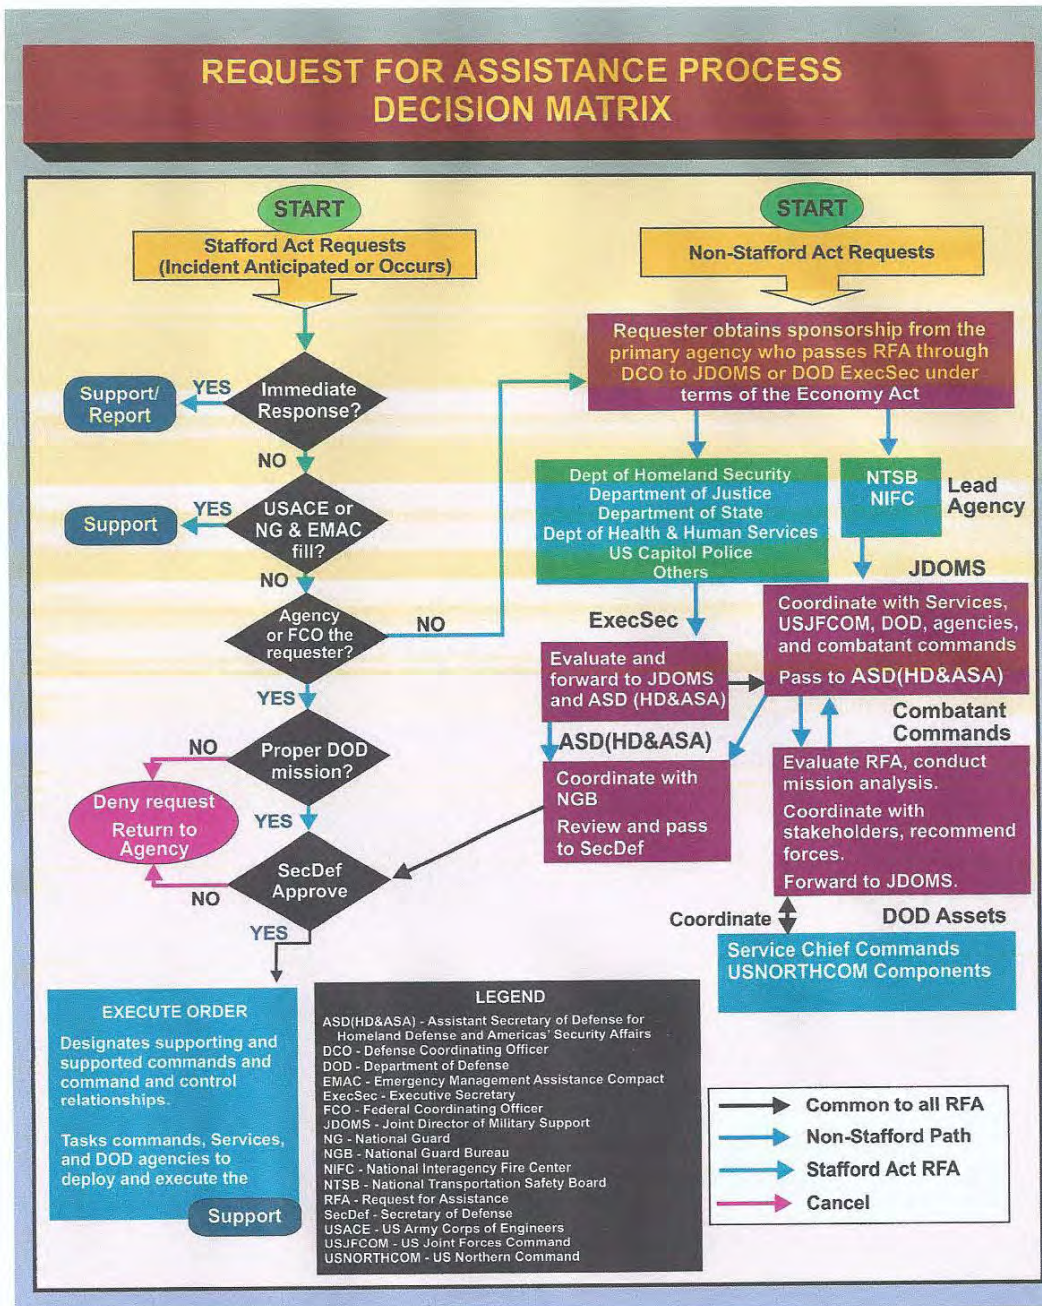 REQUEST FOR ASSISTANCE PROCESS
DECISION MATRIX
START
Stafford Act Requests
(Incident Anticipated or Occurs)
START
Non-Stafford Act Requests
Requester obtains sponsorship from the
primary agency who passes RFA through
DCO to JDOMS or DOD ExecSec under
terms of the Economy Act
Immediate
Response?
YES
Support/
Report
NO
USACE or
NG & EMAC
fill?
YES
Support
NO
Agency
or FCO the
requester?
NO
YES
Dept of Homeland Security
Department of Justice
Department of State
Dept of Health & Human Services
US Capitol Police
Others
NTSB
NIFC
Lead
Agency
ExecSec
Evaluate and
forward to JDOMS
and ASD (HD&ASA)
JDOMS
Coordinate with Services,
USJFCOM, DOD, agencies,
and combatant commands
Pass to ASD(HD&ASA)
Proper DOD
mission?
NO
Deny request
Return to
Agency
YES
ASD(HD&ASA)
Coordinate with
NGB
Review and pass
to SecDef
Combatant
Commands
Evaluate RFA, conduct
mission analysis.
Coordinate with
stakeholders, recommend
forces.
Forward to JDOMS.
SecDef
Approve
NO
YES
Coordinate
DOD Assets
Service Chief Commands
USNORTHCOM Components
EXECUTE ORDER
Designates supporting and
supported commands and
command and control
relationships.
Tasks commands, Services,
and DOD agencies to
deploy and execute the
Support
LEGEND
ASD(HD&ASA) - Assistant Secretary of Defense for
Homeland Defense and Americas' Security Affairs
DCO - Defense Coordinating Officer
DOD - Department of Defense
EMAC - Emergency Management Assistance Compact
ExecSec - Executive Secretary
FCO - Federal Coordinating Officer
JDOMS - Joint Director of Military Support
NG - National Guard
NGB - National Guard Bureau
NIFC - National Interagency Fire Center
NTSB - National Transportation Safety Board
RFA - Request for Assistance
SecDef - Secretary of Defense
USACE - US Army Corps of Engineers
USJFCOM - US Joint Forces Command
USNORTHCOM - US Northern Command
Common to all RFA
Non-Stafford Path
Stafford Act RFA
Cancel